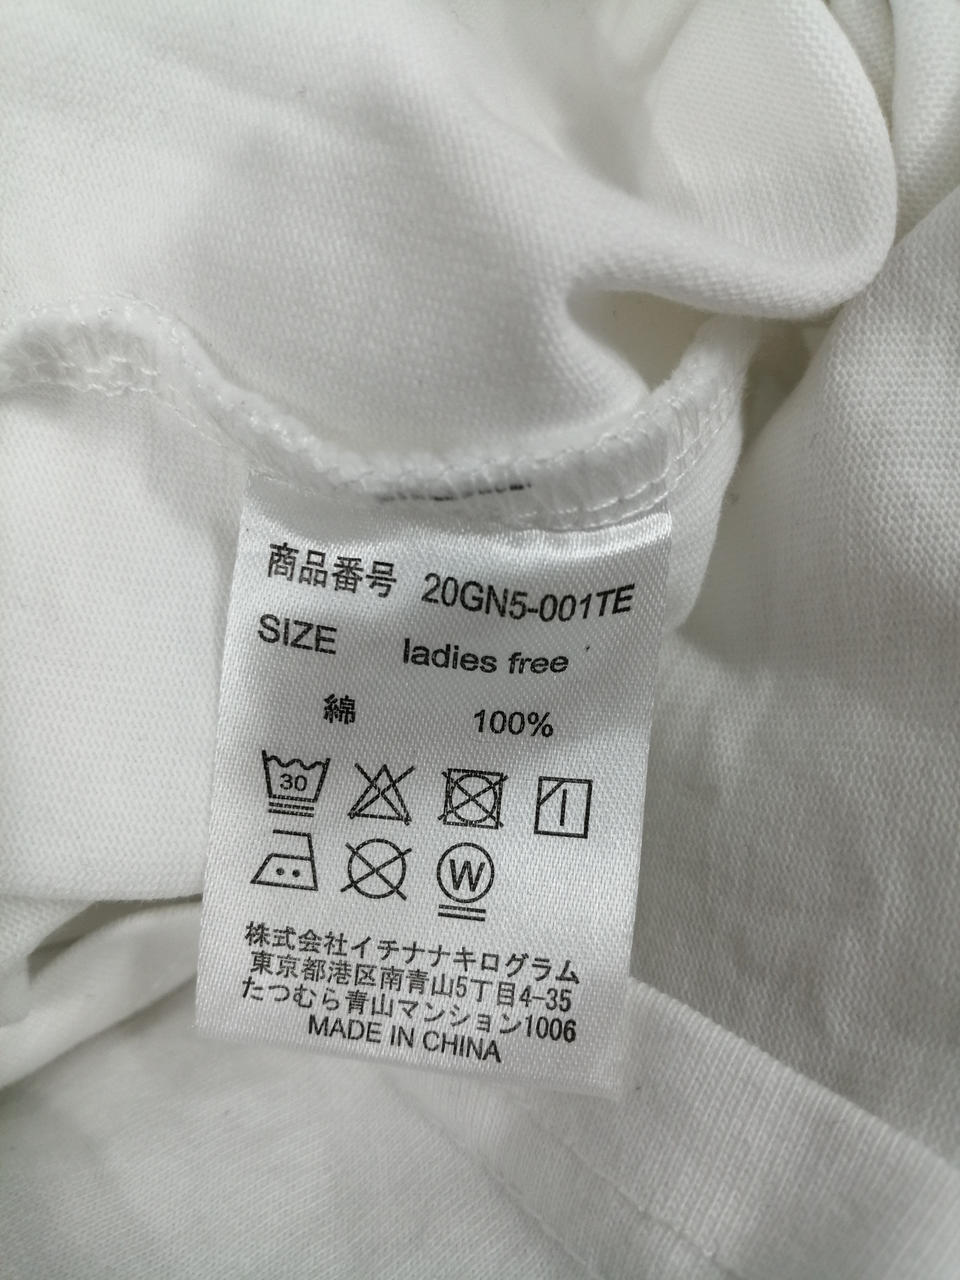 商品番号 20GN5-001TE
SIZE ladies free
綿 100%
30
W
株式会社イチナナキログラム
東京都港区南青山5丁目4-35
たつむら青山マンション1006
MADE IN CHINA